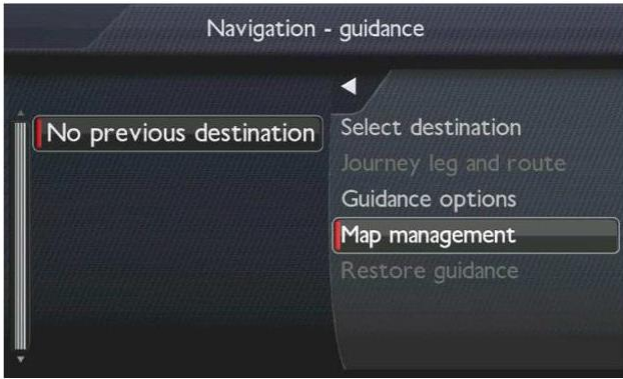 Navigation - guidance
No previous destination
Select destination
Journey leg and route
Guidance options
Map management
Restore guidance